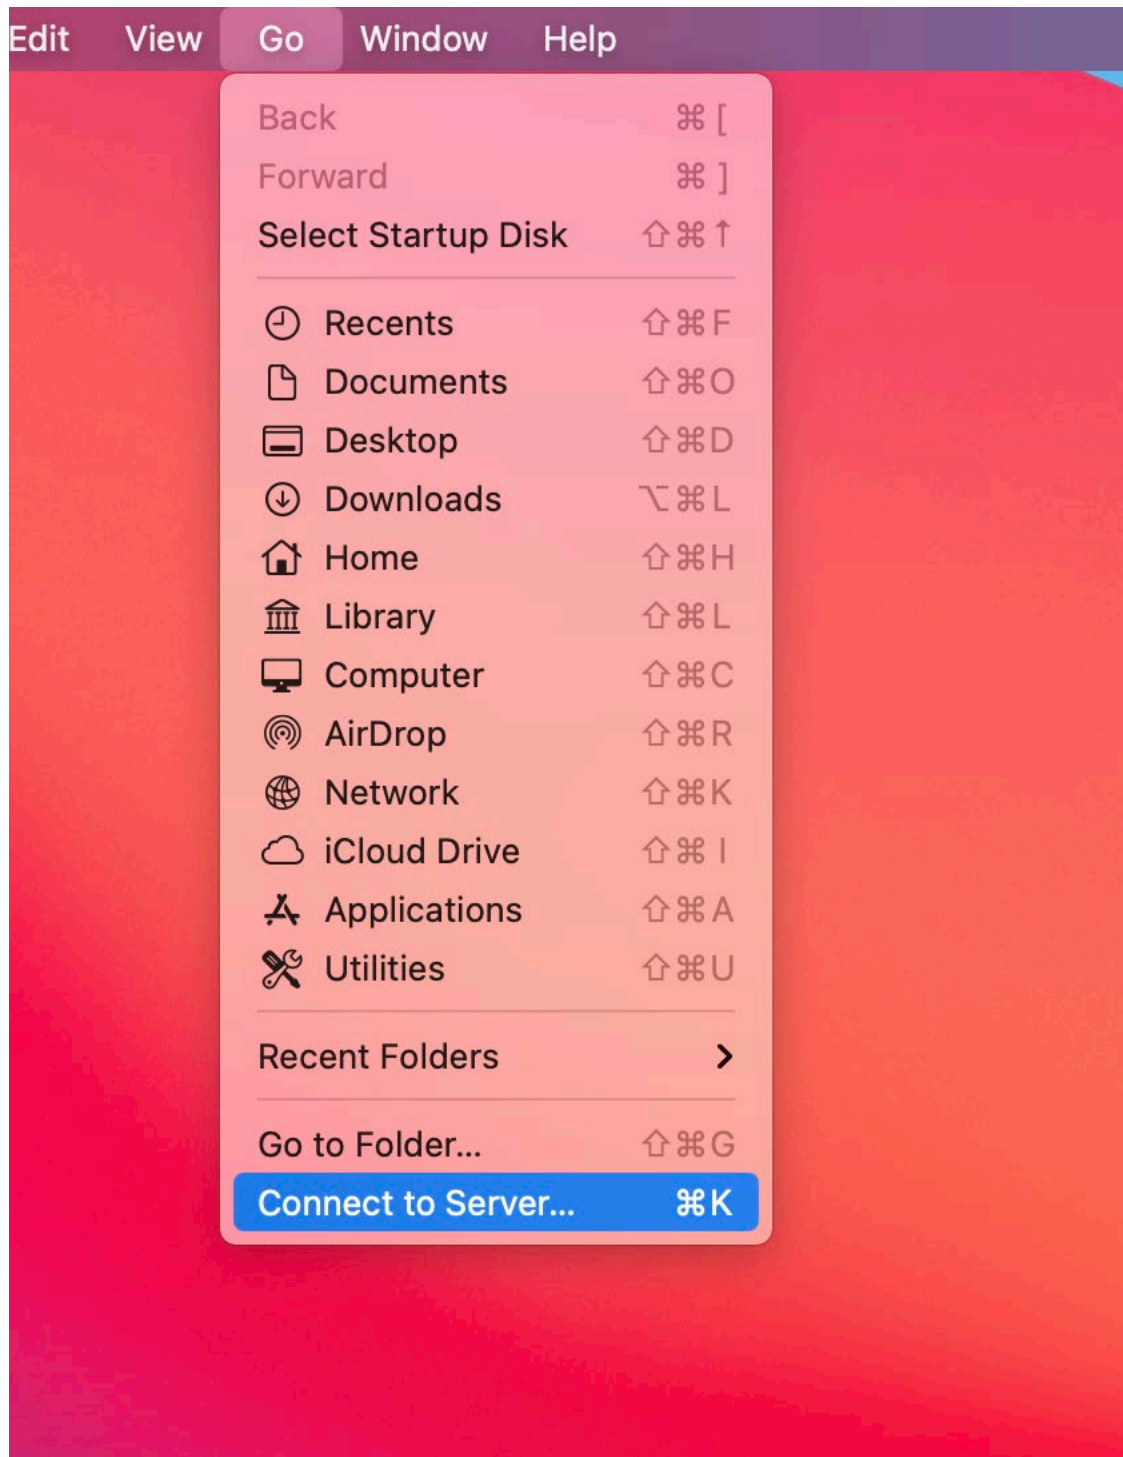 Edit View Go Window Help
Back ⌘ [
Forward ⌘ ]
Select Startup Disk ⇧⌘↑
Recents ⇧⌘F
Documents ⇧⌘O
Desktop ⇧⌘D
Downloads ⌥⌘L
Home ⇧⌘H
Library ⇧⌘L
Computer ⇧⌘C
AirDrop ⇧⌘R
Network ⇧⌘K
iCloud Drive ⇧⌘I
Applications ⇧⌘A
Utilities ⇧⌘U
Recent Folders
Go to Folder... ⇧⌘G
Connect to Server... ⌘K